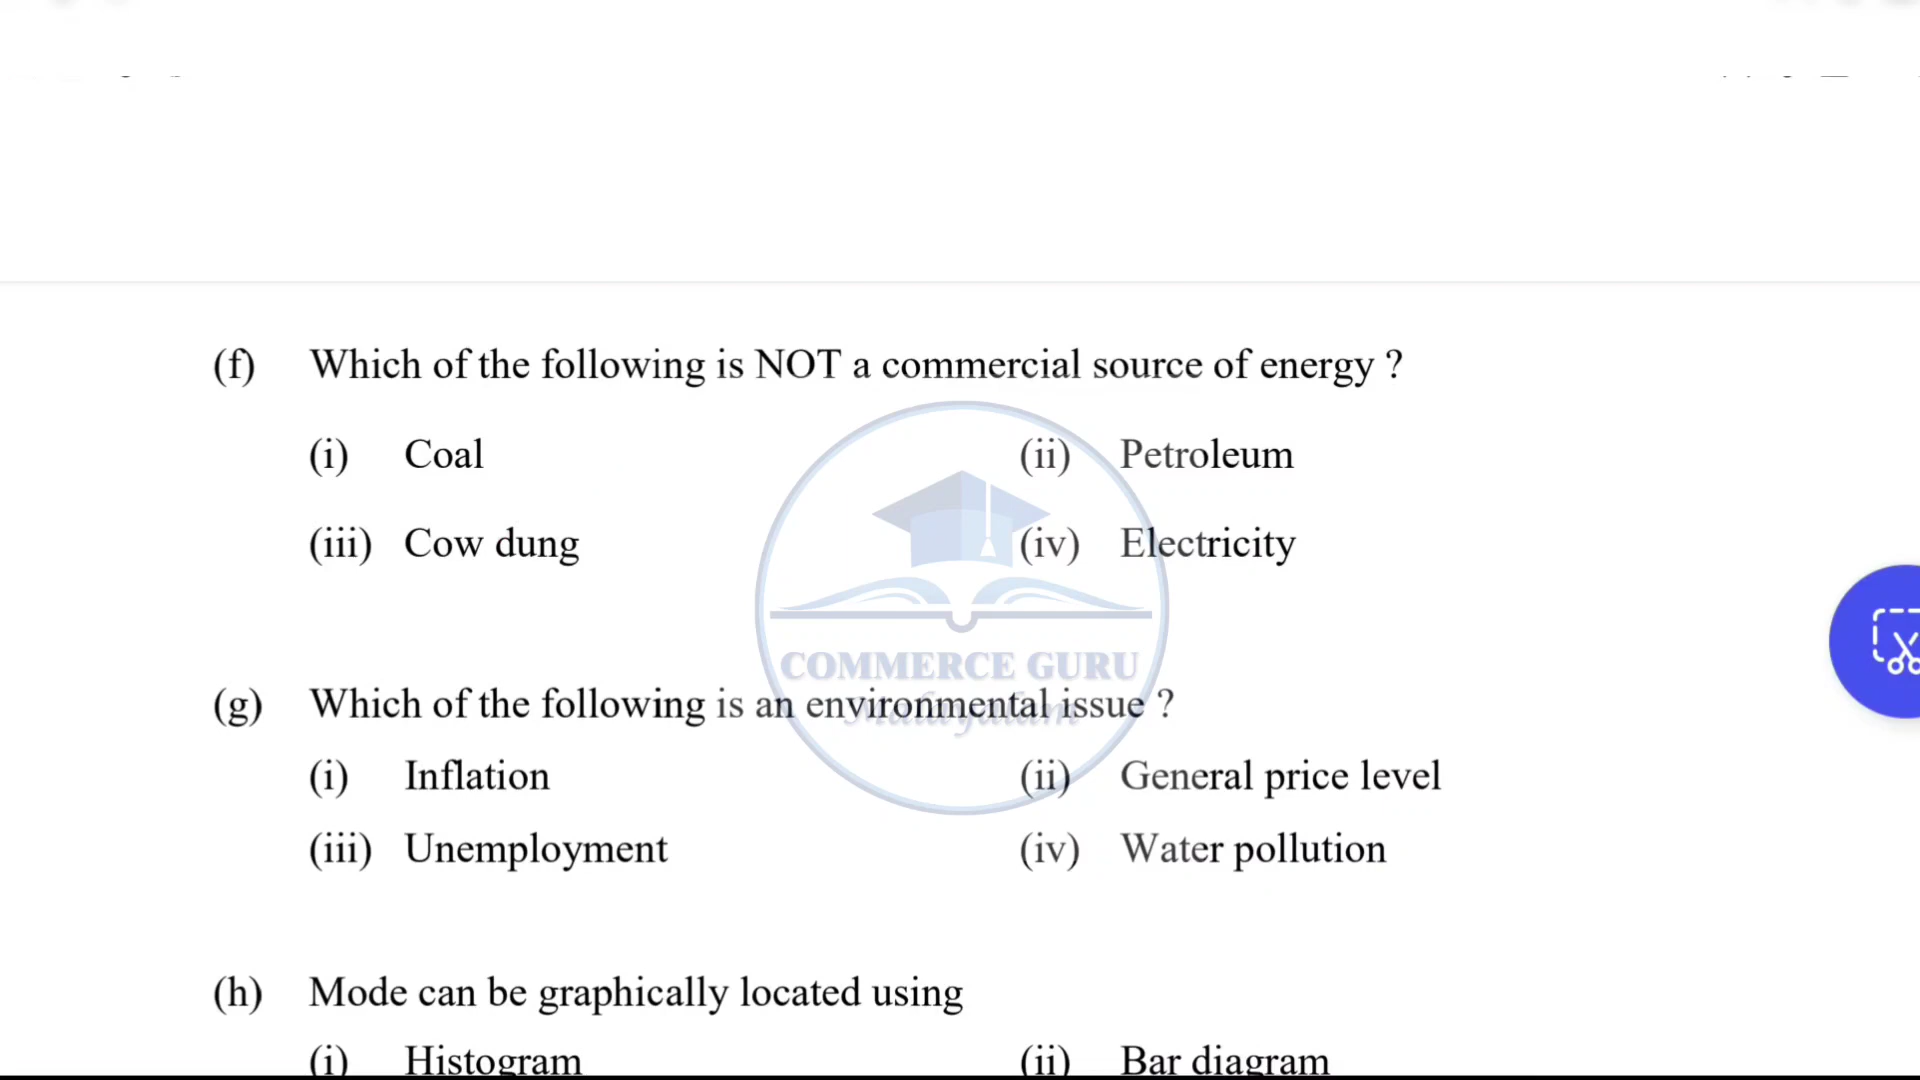 (f) Which of the following is NOT a commercial source of energy ?
(i) Coal (ii) Petroleum
(iii) Cow dung (iv) Electricity
COMMERCE GURU
Malayalam
(g) Which of the following is an environmental issue ?
(i) Inflation (ii) General price level
(iii) Unemployment (iv) Water pollution
(h) Mode can be graphically located using
(i) Histogram (ii) Bar diagram